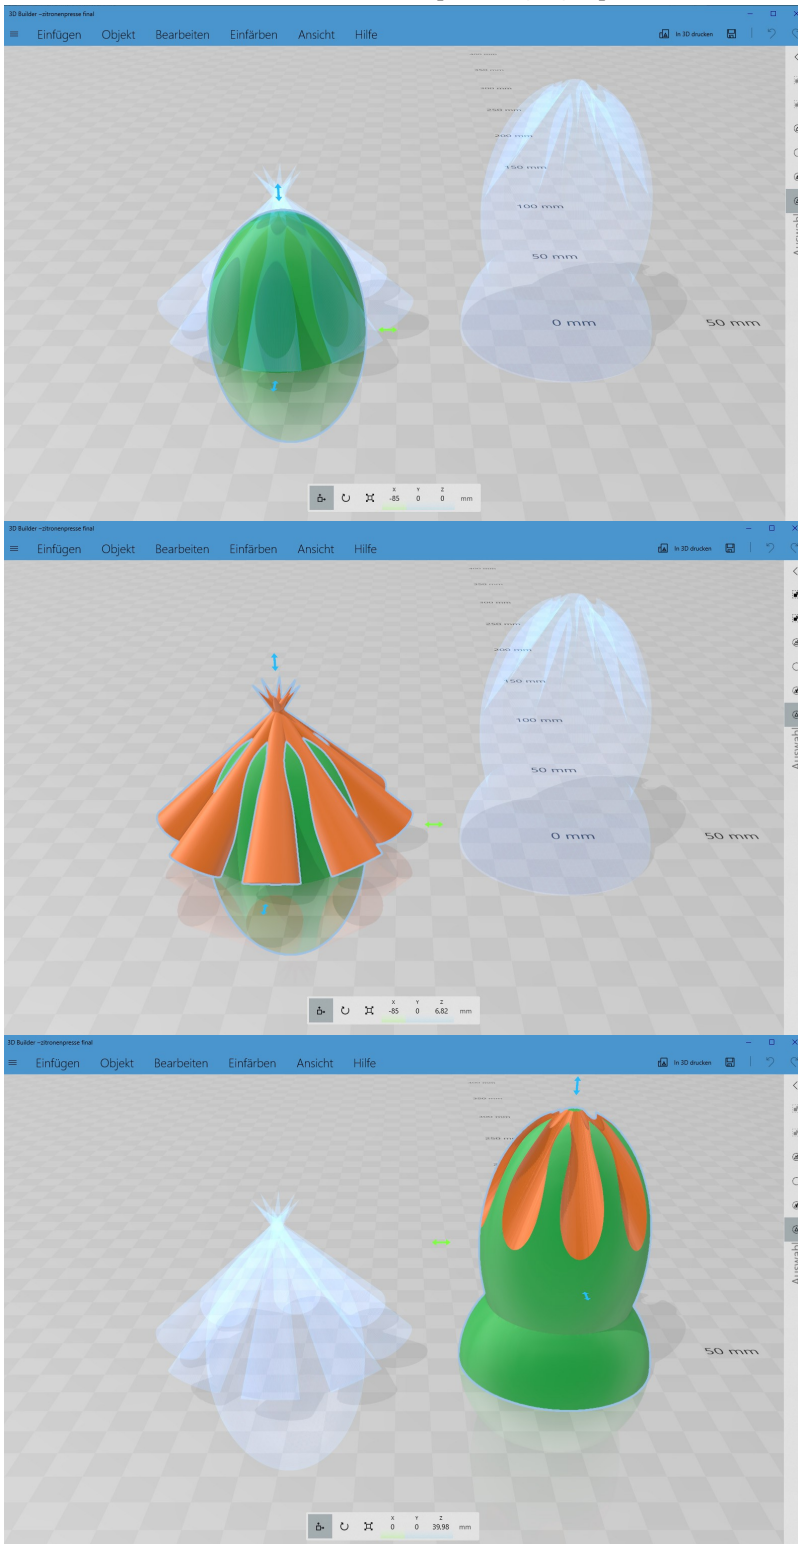 3D Builder –zitronenpresse final
Einfügen Objekt Bearbeiten Einfärben Ansicht Hilfe In 3D drucken
250 mm
200 mm
150 mm
100 mm
50 mm
0 mm 50 mm
Auswahl
X Y Z
-85 0 0 mm
3D Builder –zitronenpresse final
Einfügen Objekt Bearbeiten Einfärben Ansicht Hilfe In 3D drucken
250 mm
200 mm
150 mm
100 mm
50 mm
0 mm 50 mm
Auswahl
X Y Z
-85 0 6.82 mm
3D Builder –zitronenpresse final
Einfügen Objekt Bearbeiten Einfärben Ansicht Hilfe In 3D drucken
Auswahl
50 mm
X Y Z
0 0 39.98 mm